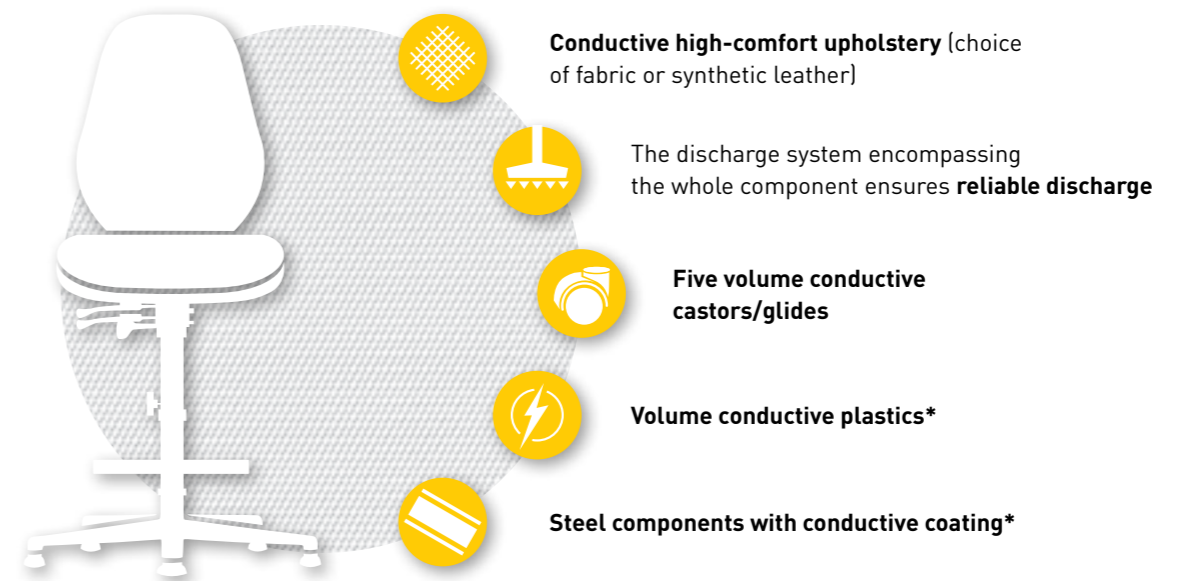 Conductive high-comfort upholstery (choice
of fabric or synthetic leather)
The discharge system encompassing
the whole component ensures reliable discharge
Five volume conductive
castors/glides
Volume conductive plastics*
Steel components with conductive coating*